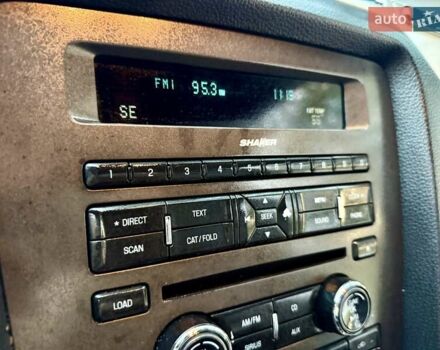 auto
RIA
FM1 95.3 11:15
SE
EXT TEMP
SHAKER
1 2 3 4 5 6 7 8 9
* DIRECT TEXT SEEK MENU
SCAN CAT/FOLD SOUND PHONE
LOAD
AM/FM CD
SIRIUS AUX